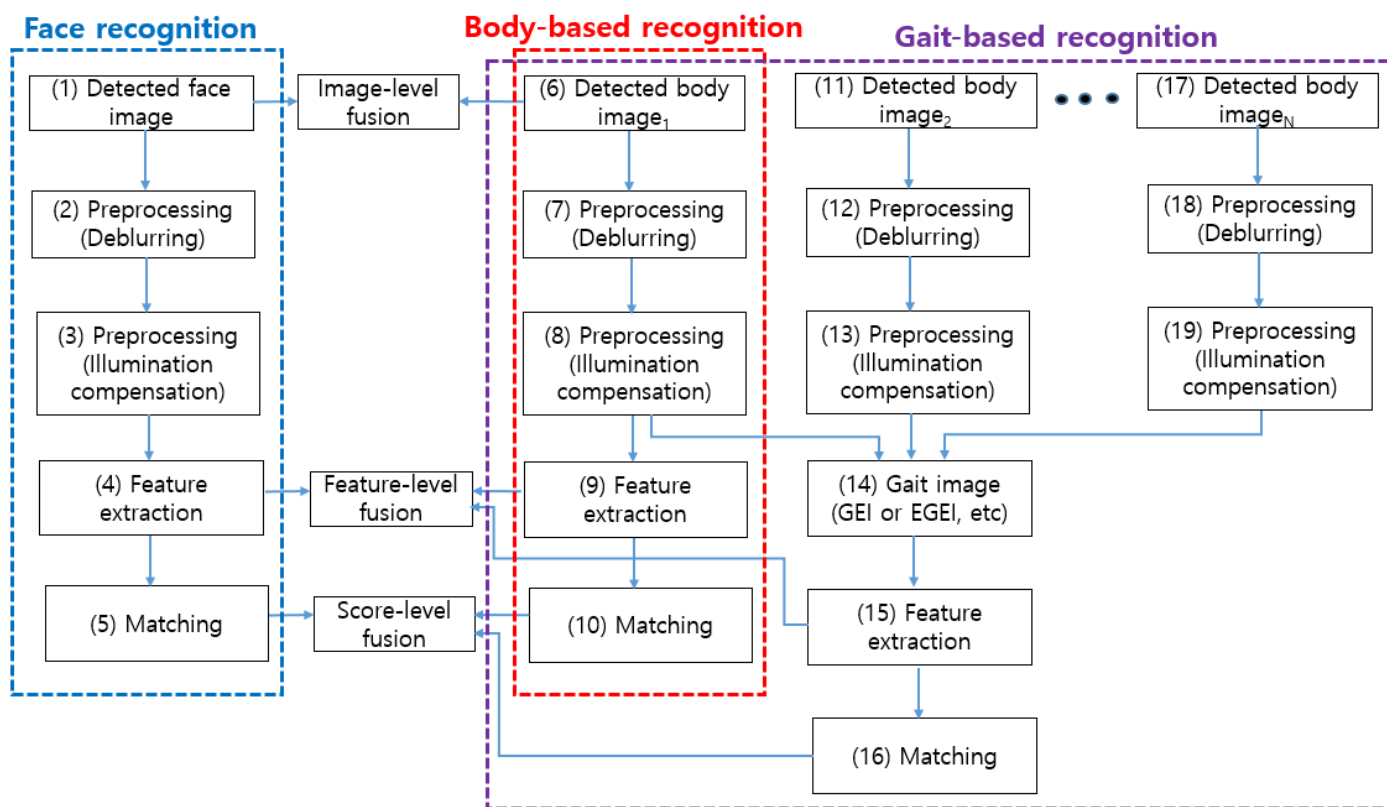 Face recognition
Body-based recognition
Gait-based recognition
(1) Detected face
image
Image-level
fusion
(6) Detected body
image₁
(11) Detected body
image₂
(17) Detected body
imageN
(2) Preprocessing
(Deblurring)
(7) Preprocessing
(Deblurring)
(12) Preprocessing
(Deblurring)
(18) Preprocessing
(Deblurring)
(3) Preprocessing
(Illumination
compensation)
(8) Preprocessing
(Illumination
compensation)
(13) Preprocessing
(Illumination
compensation)
(19) Preprocessing
(Illumination
compensation)
(4) Feature
extraction
Feature-level
fusion
(9) Feature
extraction
(14) Gait image
(GEI or EGEI, etc)
(5) Matching
Score-level
fusion
(10) Matching
(15) Feature
extraction
(16) Matching